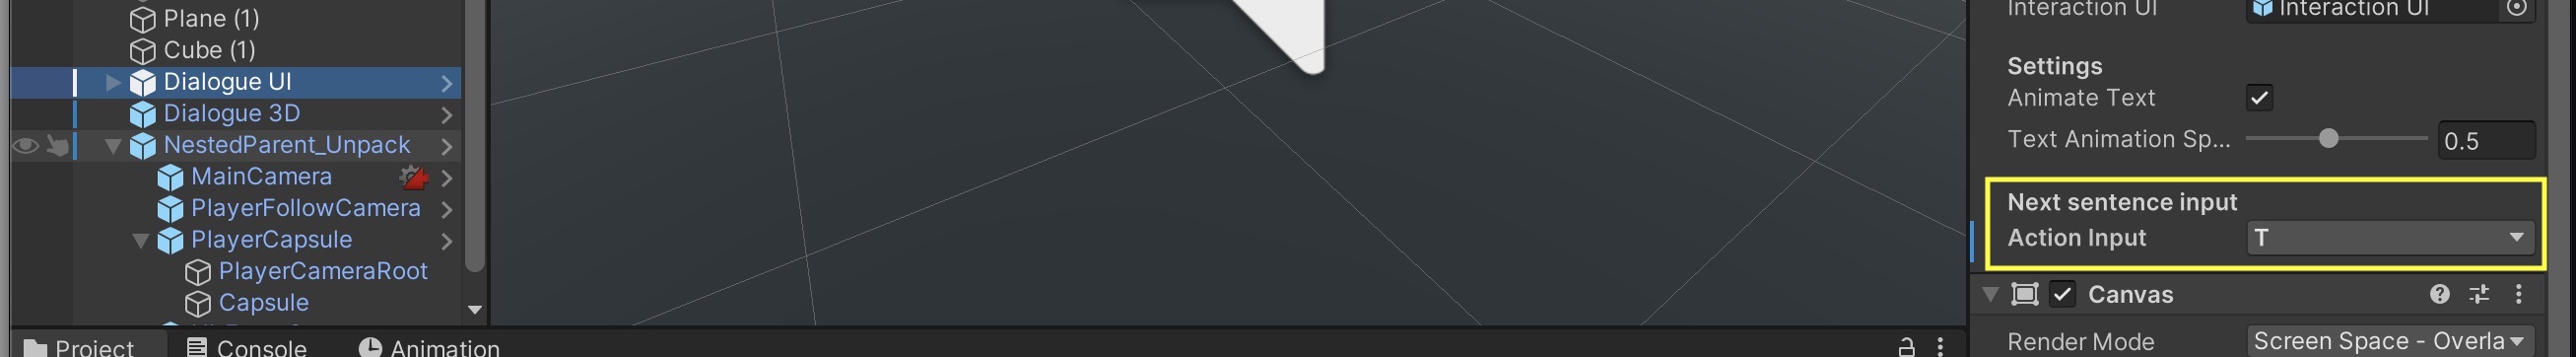 Plane (1)
Cube (1)
Dialogue UI
Dialogue 3D
NestedParent_Unpack
MainCamera
PlayerFollowCamera
PlayerCapsule
PlayerCameraRoot
Capsule
Project
Console
Animation
Interaction UI
Interaction UI
Settings
Animate Text
Text Animation Sp...
0.5
Next sentence input
Action Input
T
Canvas
Render Mode
Screen Space - Overla